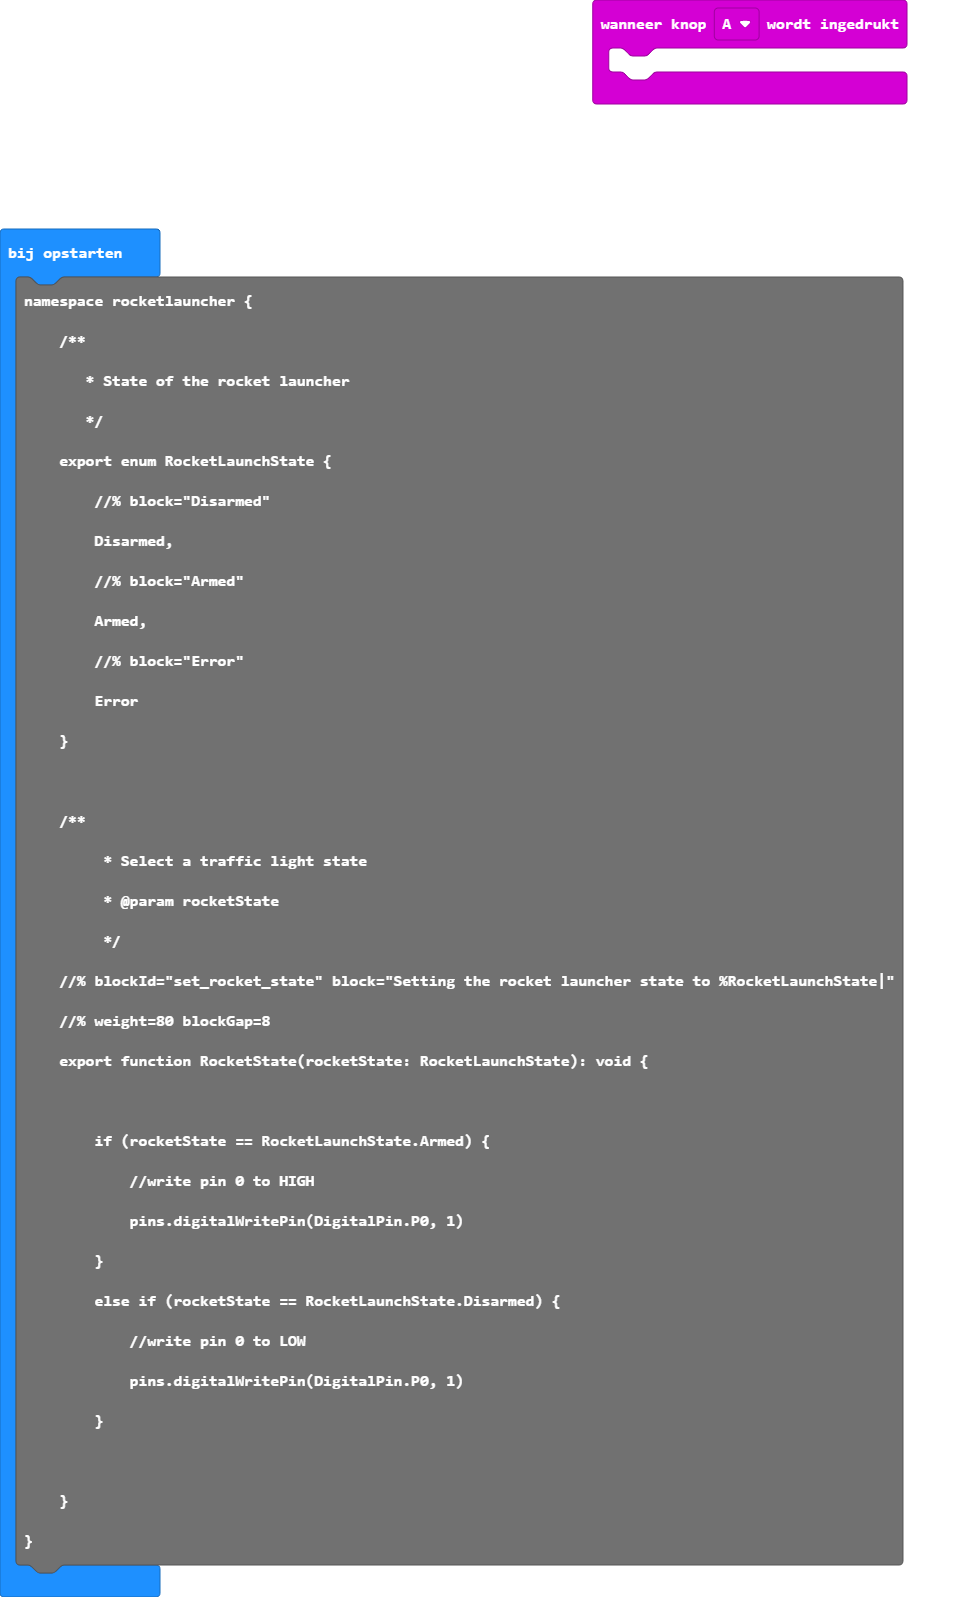 wanneer knop A wordt ingedrukt
bij opstarten
namespace rocketlauncher {
    /**
       * State of the rocket launcher
       */
    export enum RocketLaunchState {
        //% block="Disarmed"
        Disarmed,
        //% block="Armed"
        Armed,
        //% block="Error"
        Error
    }
    /**
         * Select a traffic light state
         * @param rocketState
         */
    //% blockId="set_rocket_state" block="Setting the rocket launcher state to %RocketLaunchState|"
    //% weight=80 blockGap=8
    export function RocketState(rocketState: RocketLaunchState): void {
        if (rocketState == RocketLaunchState.Armed) {
            //write pin 0 to HIGH
            pins.digitalWritePin(DigitalPin.P0, 1)
        }
        else if (rocketState == RocketLaunchState.Disarmed) {
            //write pin 0 to LOW
            pins.digitalWritePin(DigitalPin.P0, 1)
        }
    }
}